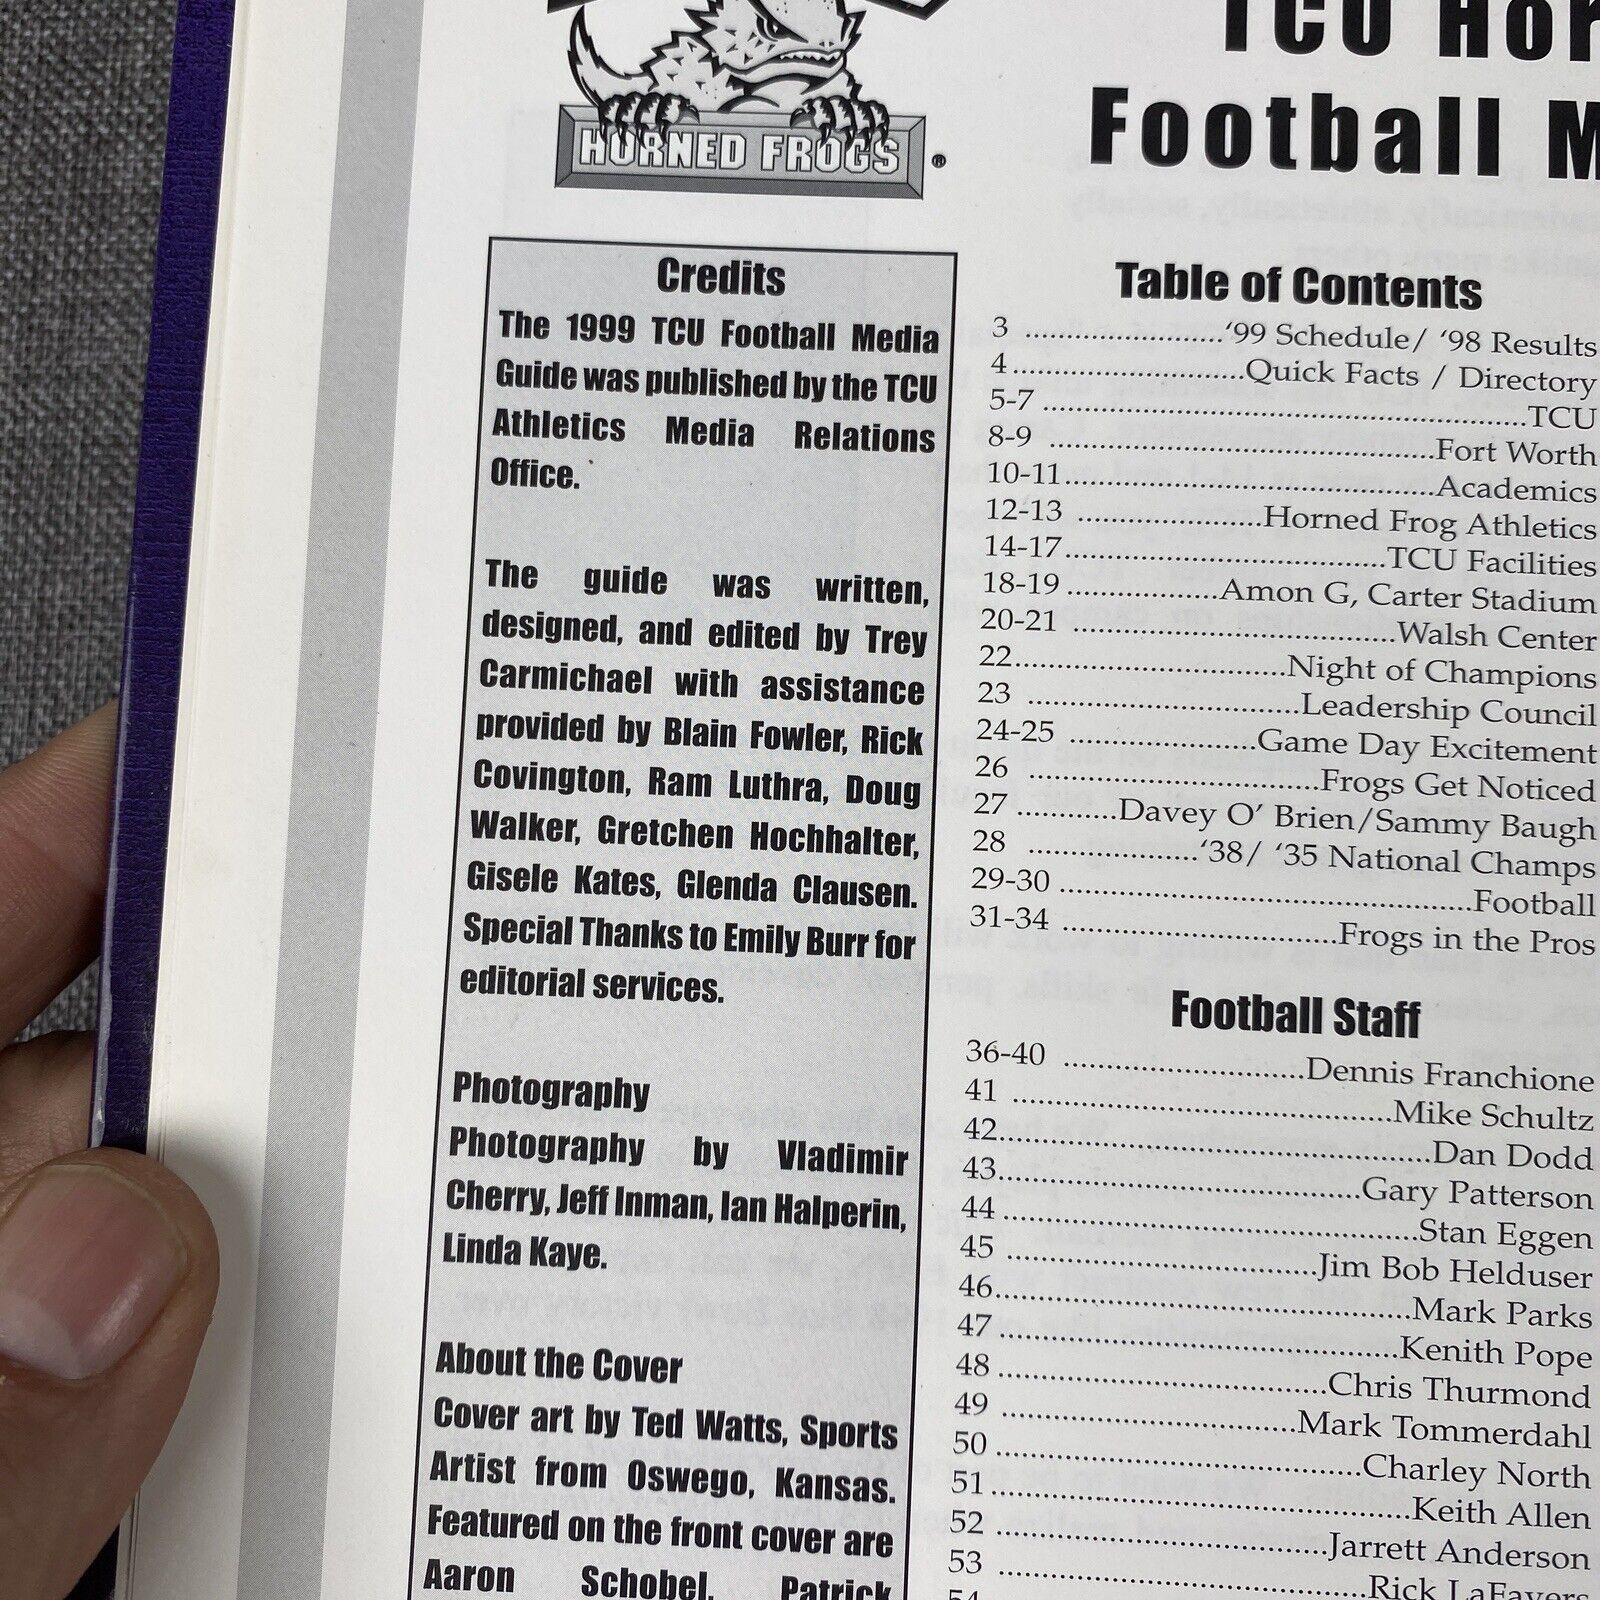 HORNED FROGS ®
TCU Hor
Football M
Credits
The 1999 TCU Football Media
Guide was published by the TCU
Athletics Media Relations
Office.
The guide was written,
designed, and edited by Trey
Carmichael with assistance
provided by Blain Fowler, Rick
Covington, Ram Luthra, Doug
Walker, Gretchen Hochhalter,
Gisele Kates, Glenda Clausen.
Special Thanks to Emily Burr for
editorial services.
Photography
Photography by Vladimir
Cherry, Jeff Inman, Ian Halperin,
Linda Kaye.
About the Cover
Cover art by Ted Watts, Sports
Artist from Oswego, Kansas.
Featured on the front cover are
Aaron Schobel, Patrick
Table of Contents
3 ........................‘99 Schedule/ ‘98 Results
4............................Quick Facts / Directory
5-7 ...........................................................TCU
8-9 ...............................................Fort Worth
10-11.............................................Academics
12-13 ......................Horned Frog Athletics
14-17.......................................TCU Facilities
18-19..................Amon G, Carter Stadium
20-21 .......................................Walsh Center
22.................................Night of Champions
23 .................................Leadership Council
24-25 .......................Game Day Excitement
26 ...................................Frogs Get Noticed
27 ............Davey O’ Brien/Sammy Baugh
28 ....................‘38/ ‘35 National Champs
29-30 ..................................................Football
31-34 .................................Frogs in the Pros
Football Staff
36-40 .............................Dennis Franchione
41 ..............................................Mike Schultz
42.....................................................Dan Dodd
43............................................Gary Patterson
44 ..................................................Stan Eggen
45 .....................................Jim Bob Helduser
46...................................................Mark Parks
47 ................................................Kenith Pope
48 ........................................Chris Thurmond
49 ...................................Mark Tommerdahl
50 ............................................Charley North
51...................................................Keith Allen
52 ........................................Jarrett Anderson
53 .............................................Rick LaFavers
54